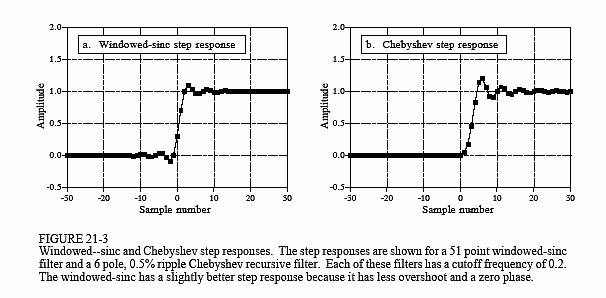 a. Windowed-sinc step response
2.0
1.5
1.0
0.5
0.0
-0.5
Amplitude
-50 -30 -20 0 20 30 50
Sample number
b. Chebyshev step response
2.0
1.5
1.0
0.5
0.0
-0.5
Amplitude
-50 -30 -20 0 10 20 30 50
Sample number
FIGURE 21-3
Windowed--sinc and Chebyshev step responses. The step responses are shown for a 51 point windowed-sinc
filter and a 6 pole, 0.5% ripple Chebyshev recursive filter. Each of these filters has a cutoff frequency of 0.2.
The windowed-sinc has a slightly better step response because it has less overshoot and a zero phase.